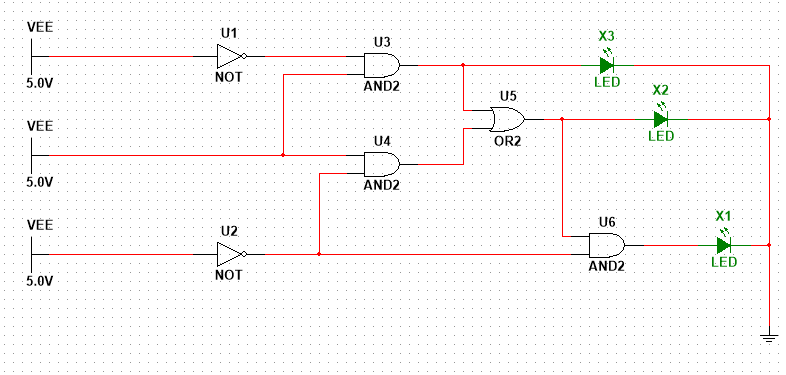 VEE
5.0V
U1
NOT
U3
AND2
X3
LED
U5
OR2
X2
LED
VEE
5.0V
U4
AND2
VEE
5.0V
U2
NOT
U6
AND2
X1
LED